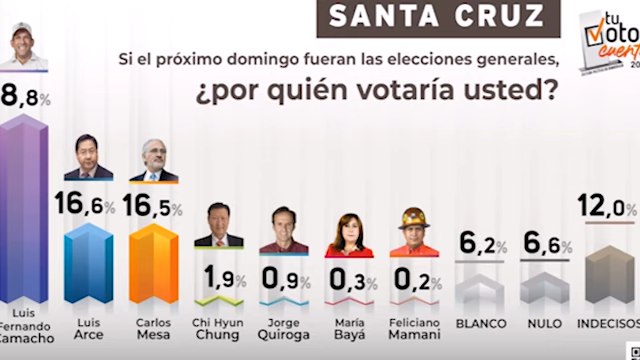 SANTA CRUZ
tu
Voto
cuenta
Si el próximo domingo fueran las elecciones generales,
¿por quién votaría usted?
8,8%
16,6%
16,5%
1,9%
0,9%
0,3%
0,2%
6,2%
6,6%
12,0%
Luis
Fernando
Camacho
Luis
Arce
Carlos
Mesa
Chi Hyun
Chung
Jorge
Quiroga
María
Bayá
Feliciano
Mamani
BLANCO
NULO
INDECISOS